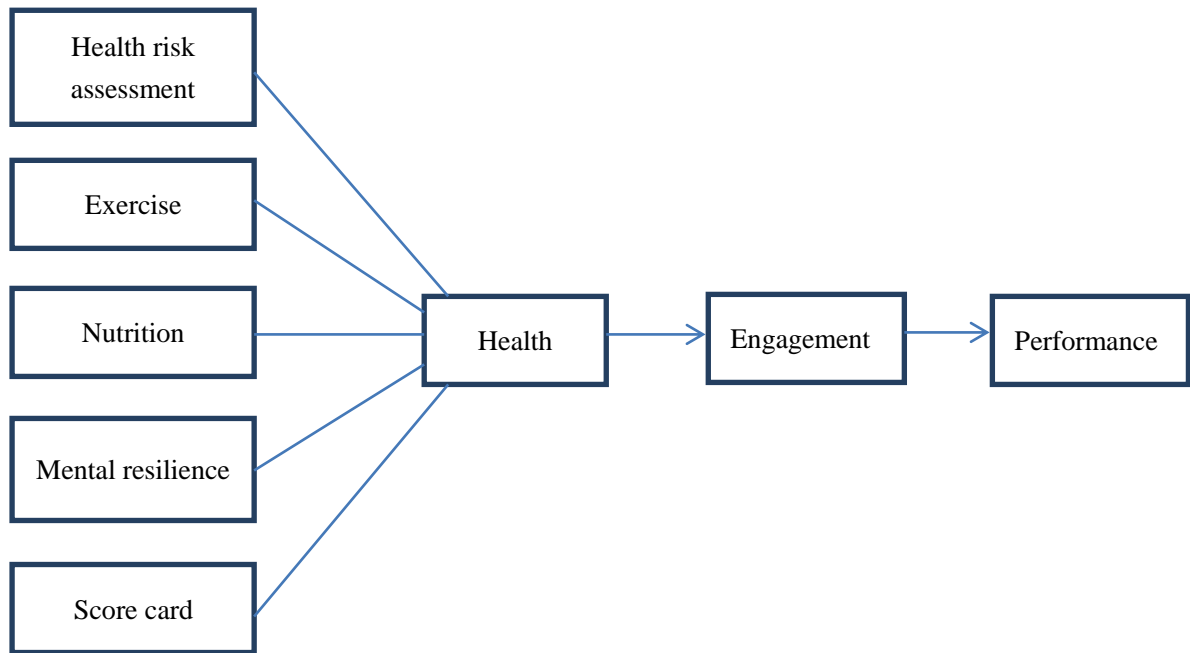 Health risk
assessment
Exercise
Nutrition
Mental resilience
Score card
Health
Engagement
Performance